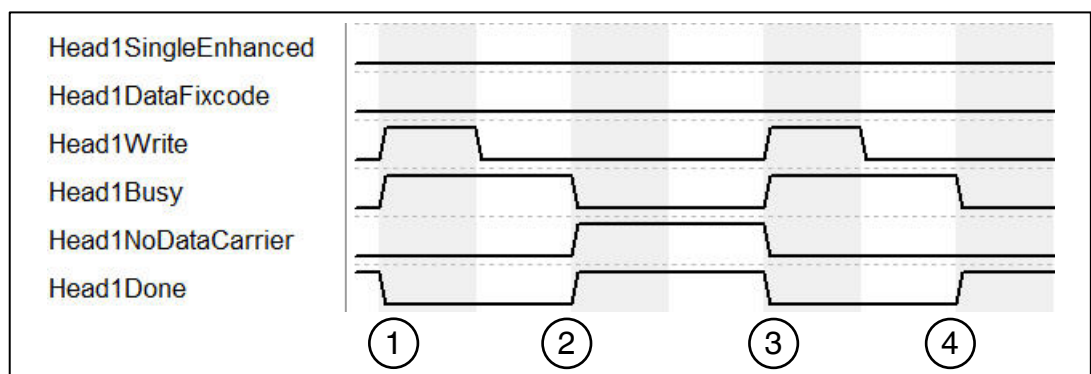 Head1SingleEnhanced
Head1DataFixcode
Head1Write
Head1Busy
Head1NoDataCarrier
Head1Done
1 2 3 4